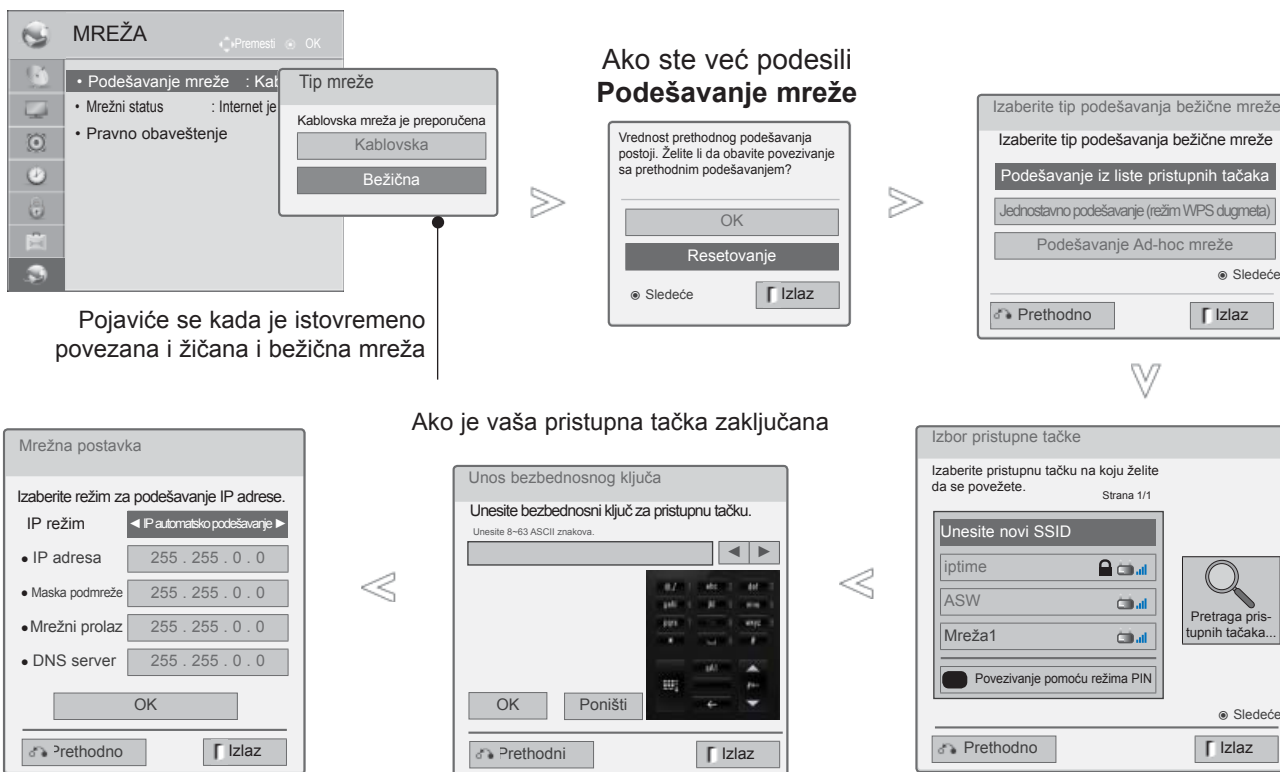 MREŽA
Premesti OK
• Podešavanje mreže : Kab
• Mrežni status : Internet je
• Pravno obaveštenje
Tip mreže
Kablovska mreža je preporučena
Kablovska
Bežična
Pojaviće se kada je istovremeno
povezana i žičana i bežična mreža
Ako ste već podesili
Podešavanje mreže
Vrednost prethodnog podešavanja
postoji. Želite li da obavite povezivanje
sa prethodnim podešavanjem?
OK
Resetovanje
Sledeće
Izlaz
Izaberite tip podešavanja bežične mreže
Izaberite tip podešavanja bežične mreže
Podešavanje iz liste pristupnih tačaka
Jednostavno podešavanje (režim WPS dugmeta)
Podešavanje Ad-hoc mreže
Sledeće
Prethodno
Izlaz
Izbor pristupne tačke
Izaberite pristupnu tačku na koju želite
da se povežete.
Strana 1/1
Unesite novi SSID
iptime
ASW
Mreža1
Povezivanje pomoću režima PIN
Pretraga pris-
tupnih tačaka...
Sledeće
Prethodno
Izlaz
Ako je vaša pristupna tačka zaključana
Unos bezbednosnog ključa
Unesite bezbednosni ključ za pristupnu tačku.
Unesite 8~63 ASCII znakova.
OK
Poništi
Prethodni
Izlaz
Mrežna postavka
Izaberite režim za podešavanje IP adrese.
IP režim ◄ IP automatsko podešavanje ►
• IP adresa 255 . 255 . 0 . 0
• Maska podmreže 255 . 255 . 0 . 0
• Mrežni prolaz 255 . 255 . 0 . 0
• DNS server 255 . 255 . 0 . 0
OK
Prethodno
Izlaz